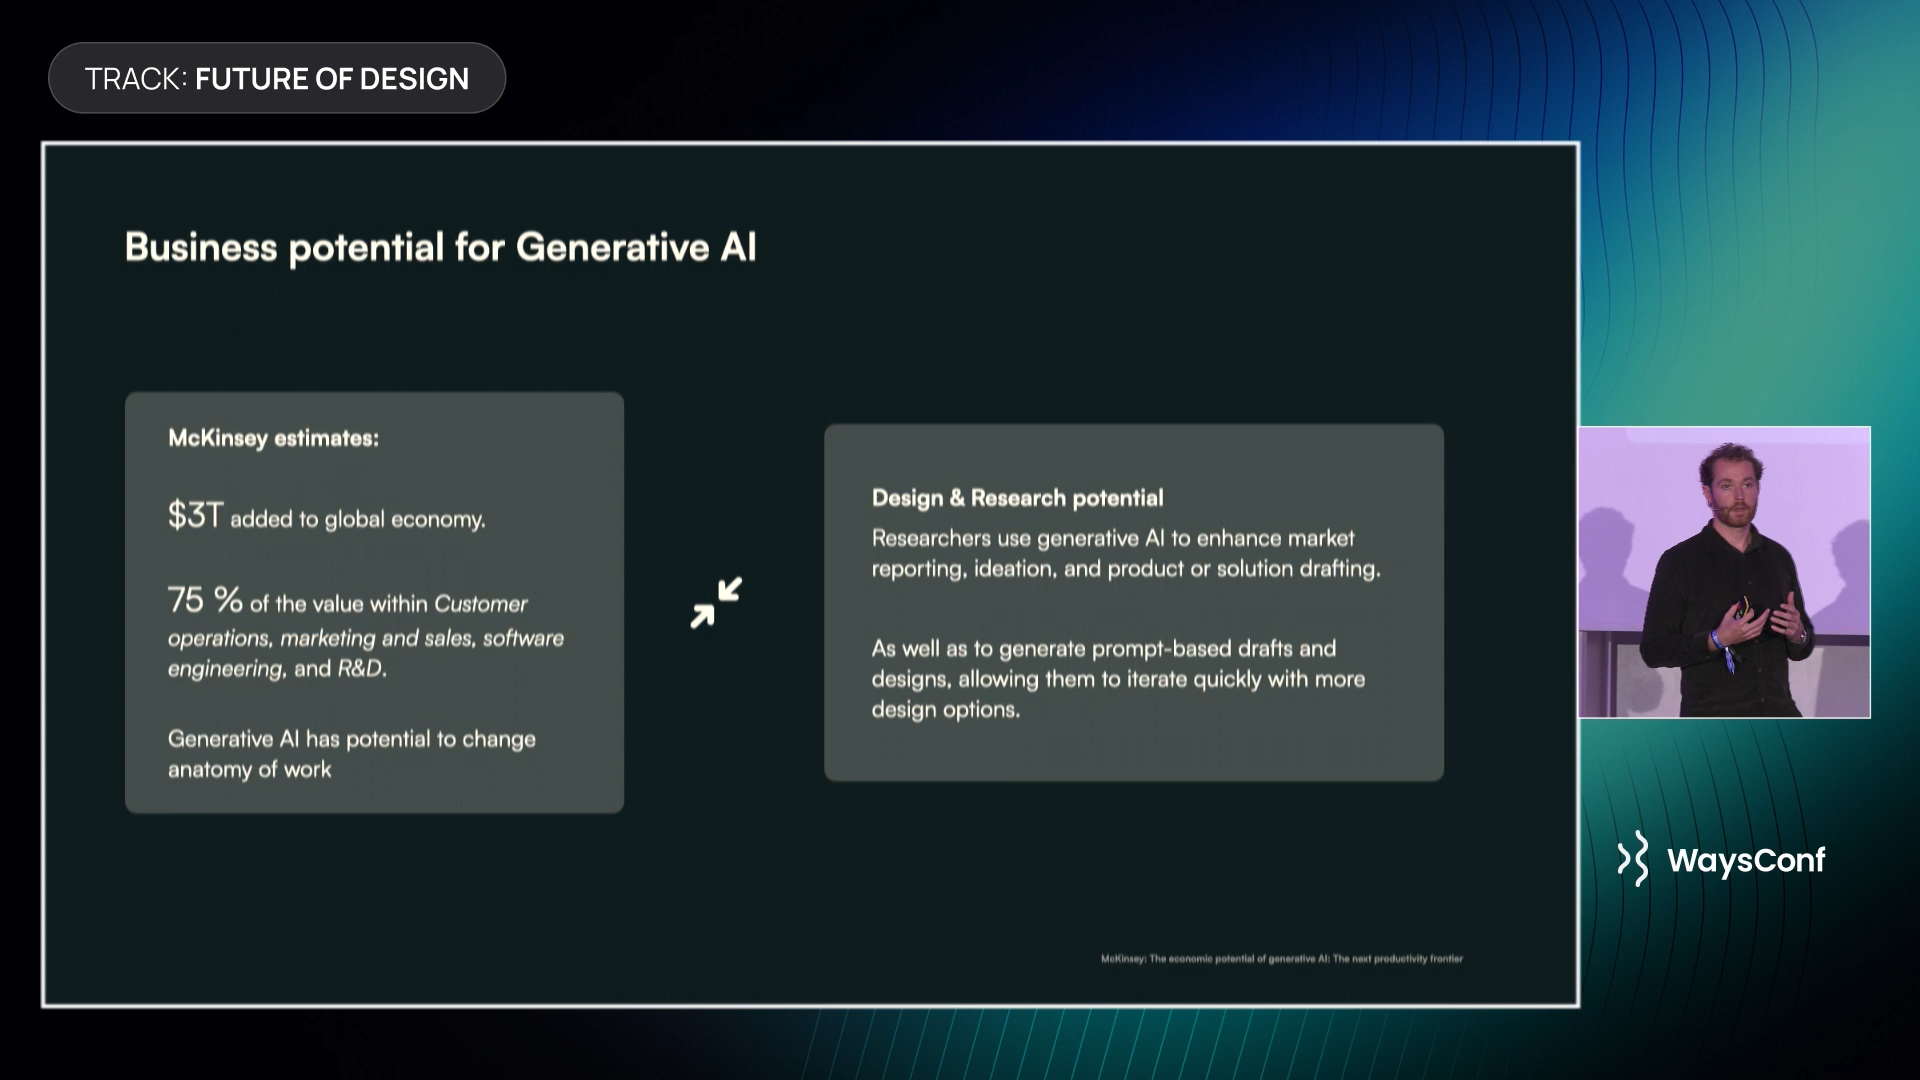 TRACK: FUTURE OF DESIGN
Business potential for Generative AI
McKinsey estimates:
$3T added to global economy.
75 % of the value within Customer
operations, marketing and sales, software
engineering, and R&D.
Generative AI has potential to change
anatomy of work
Design & Research potential
Researchers use generative AI to enhance market
reporting, ideation, and product or solution drafting.
As well as to generate prompt-based drafts and
designs, allowing them to iterate quickly with more
design options.
McKinsey: The economic potential of generative AI: The next productivity frontier
WaysConf